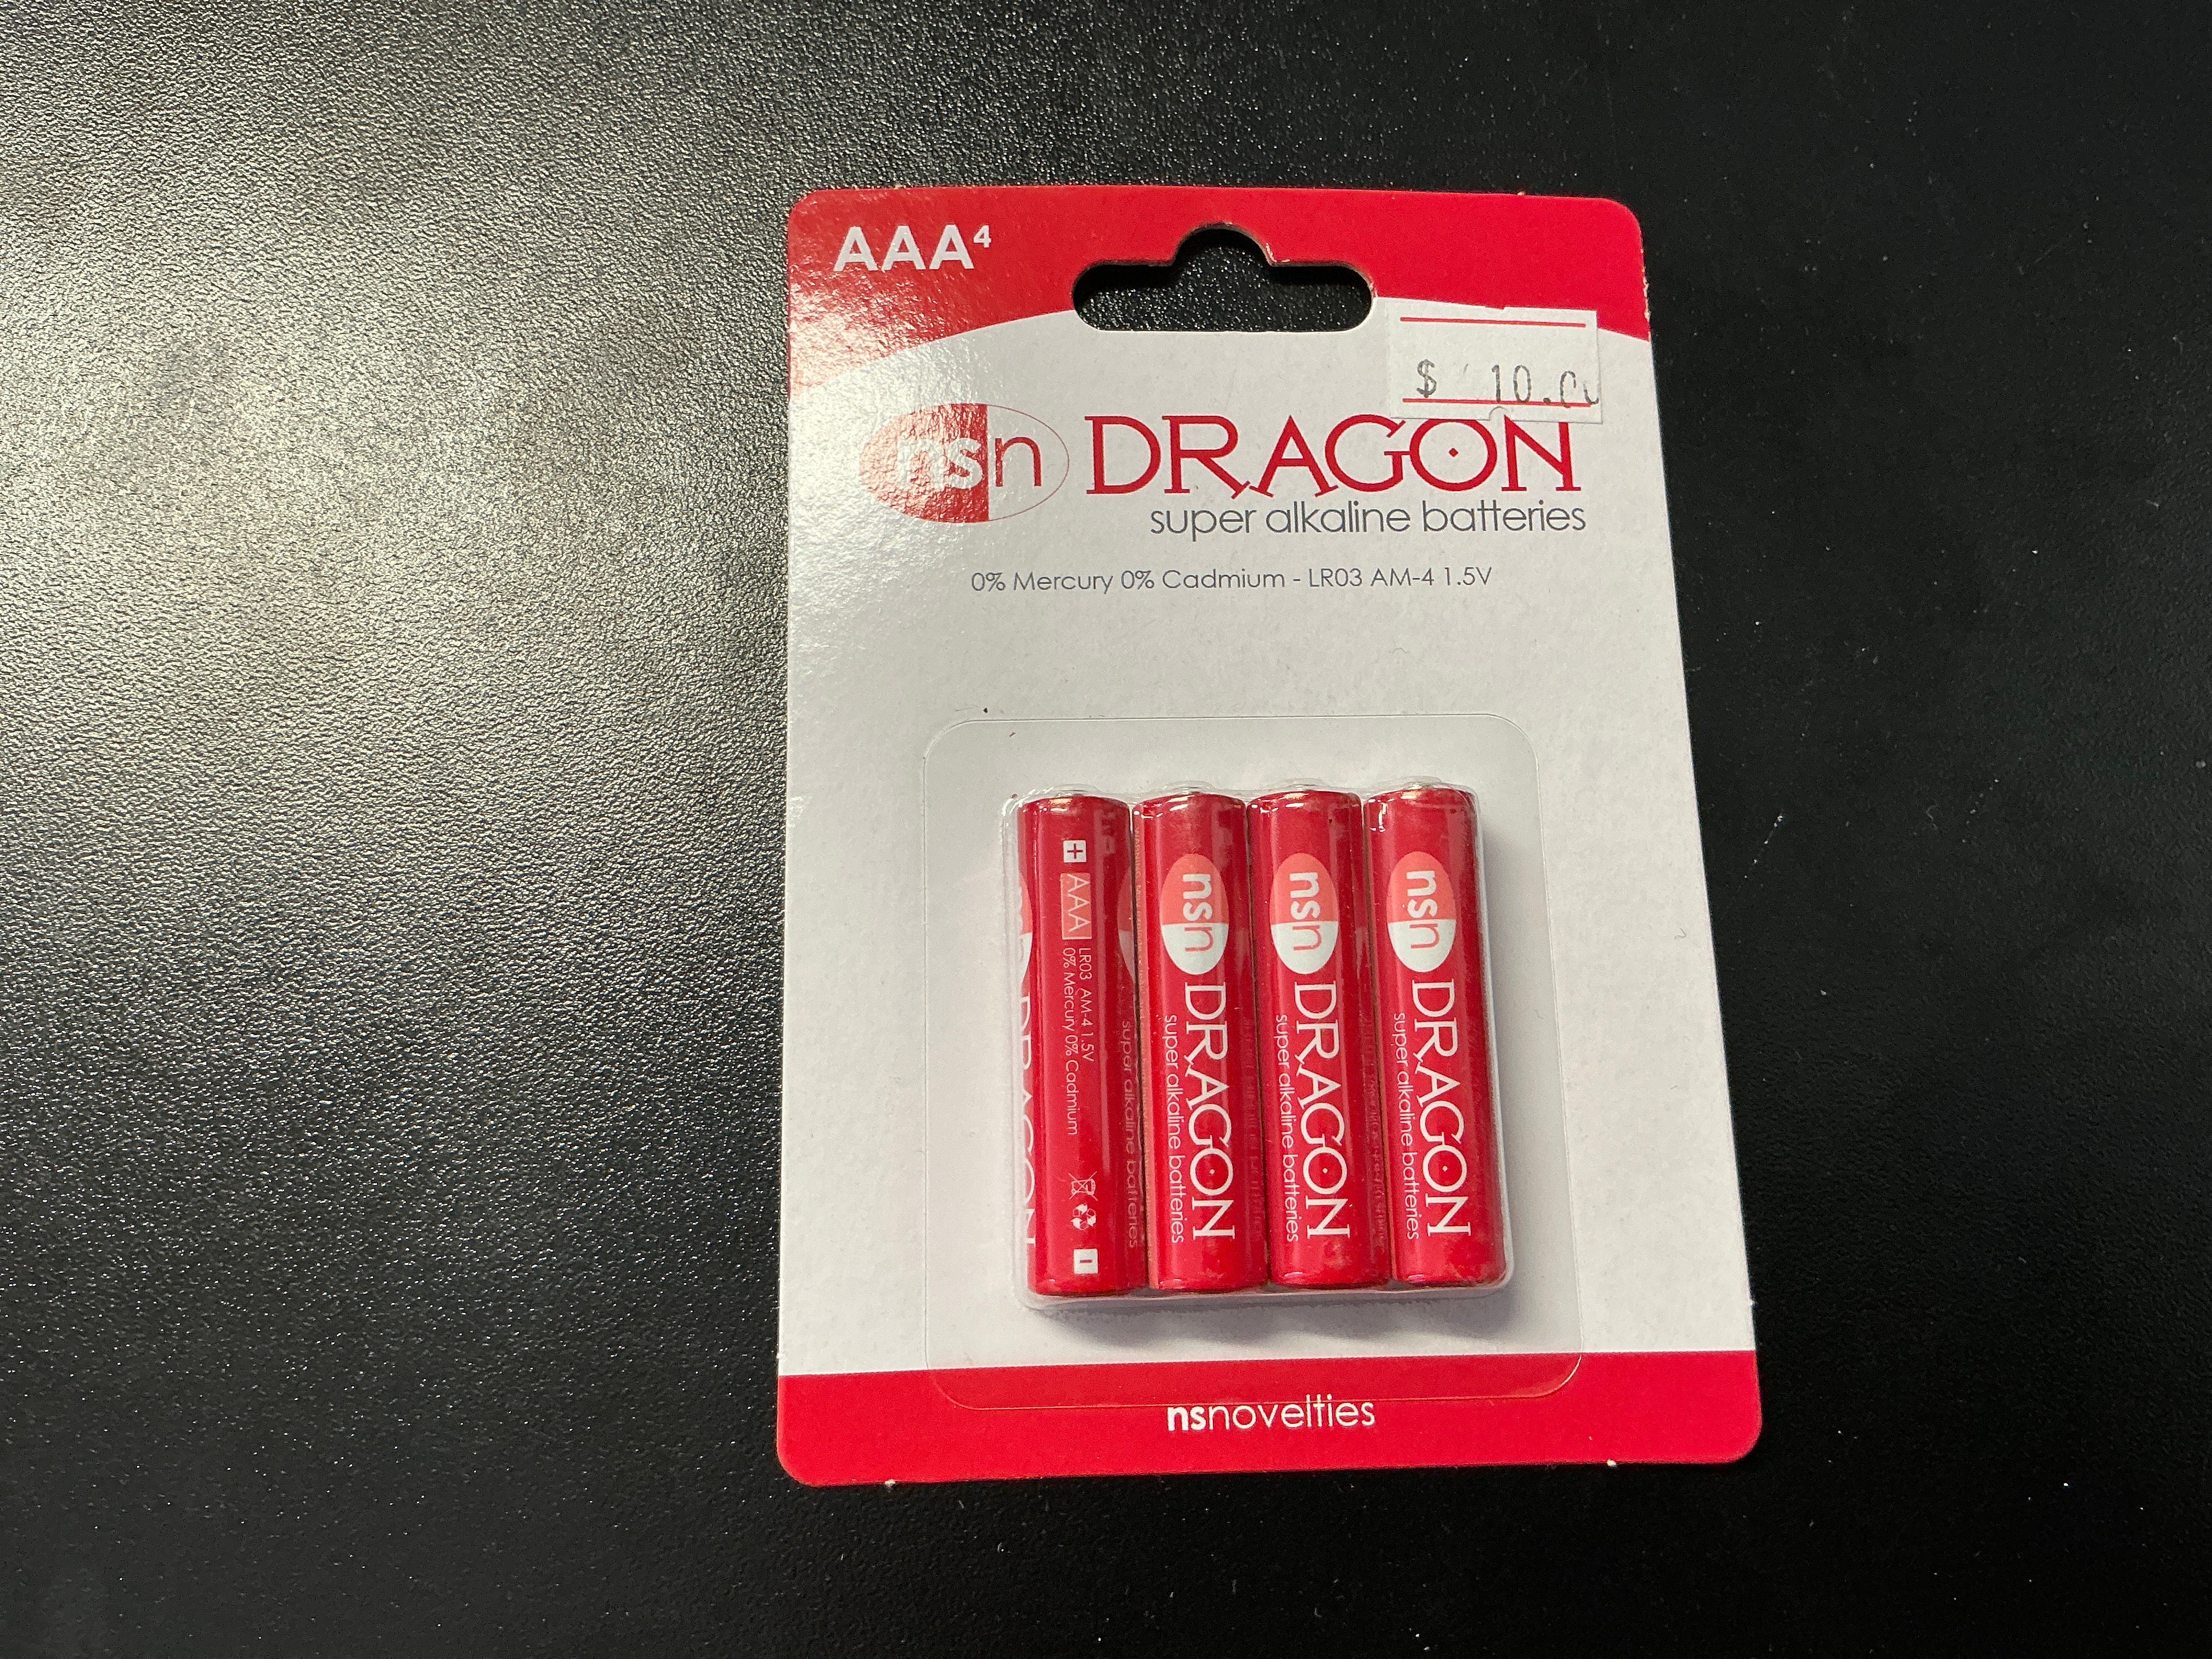 AAA⁴
$ 10.00
nsn DRAGON
super alkaline batteries
0% Mercury 0% Cadmium - LR03 AM-4 1.5V
+ AAA LR03 AM-4 1.5V
0% Mercury 0% Cadmium
DRAGON
super alkaline batteries
nsn DRAGON
super alkaline batteries
nsn DRAGON
super alkaline batteries
nsn DRAGON
super alkaline batteries
nsnovelties